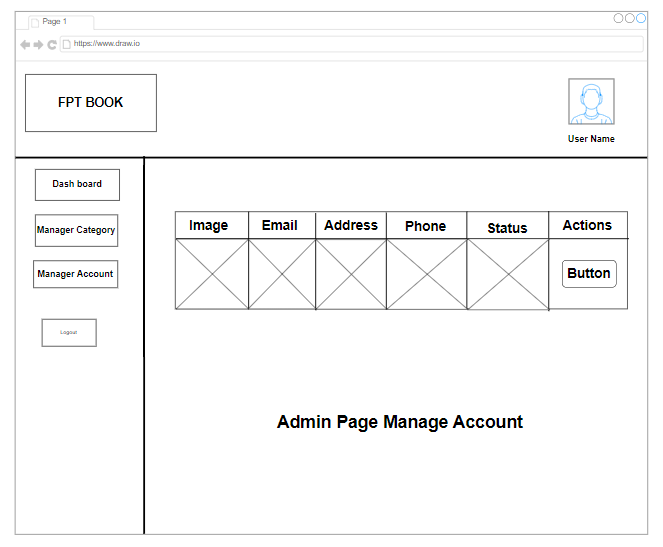 Page 1
https://www.draw.io
FPT BOOK
User Name
Dash board
Manager Category
Manager Account
Logout
Image Email Address Phone Status Actions
Button
Admin Page Manage Account